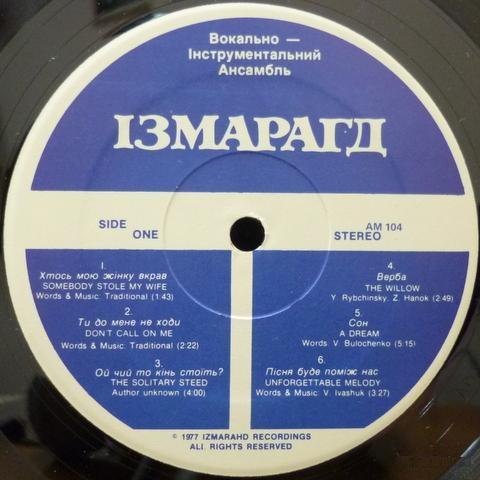 Вокально —
Інструментальний
Ансамбль
ІЗМАРАГД
SIDE
ONE
AM 104
STEREO
1.
Хтось мою жінку вкрав
SOMEBODY STOLE MY WIFE
Words & Music: Traditional (1:43)
2.
Ти до мене не ходи
DON'T CALL ON ME
Words & Music: Traditional (2:22)
3.
Ой чий то кінь стоїть?
THE SOLITARY STEED
Author unknown (4:00)
4.
Верба
THE WILLOW
Y. Rybchinsky. Z. Hanok (2:49)
5.
Сон
A DREAM
Words V. Bulochenko (5:15)
6.
Пісня буде поміж нас
UNFORGETTABLE MELODY
Words & Music: V. Ivashuk (3.27)
© 1977 IZMARAHD RECORDINGS
ALL RIGHTS RESERVED